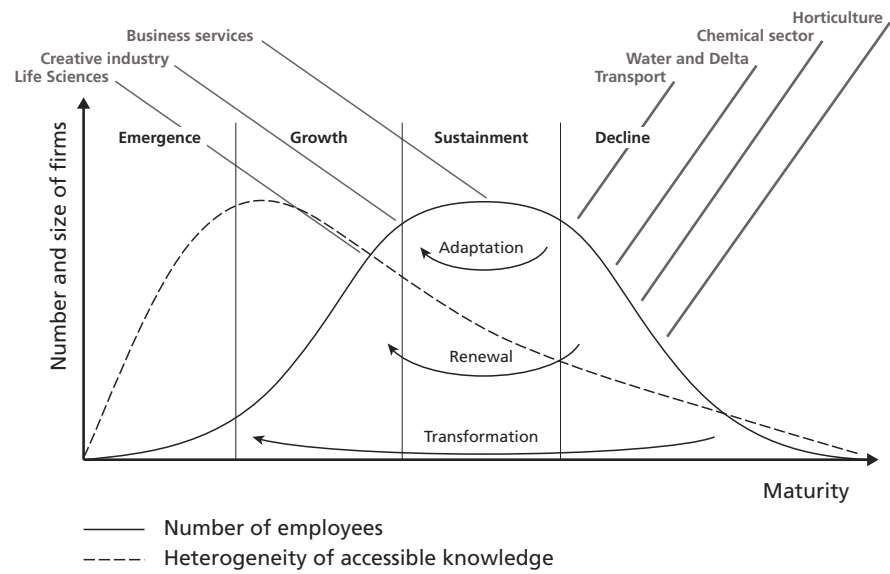 Horticulture
Business services
Chemical sector
Creative industry
Water and Delta
Life Sciences
Transport
Number and size of firms
Emergence
Growth
Sustainment
Decline
Adaptation
Renewal
Transformation
Maturity
Number of employees
Heterogeneity of accessible knowledge